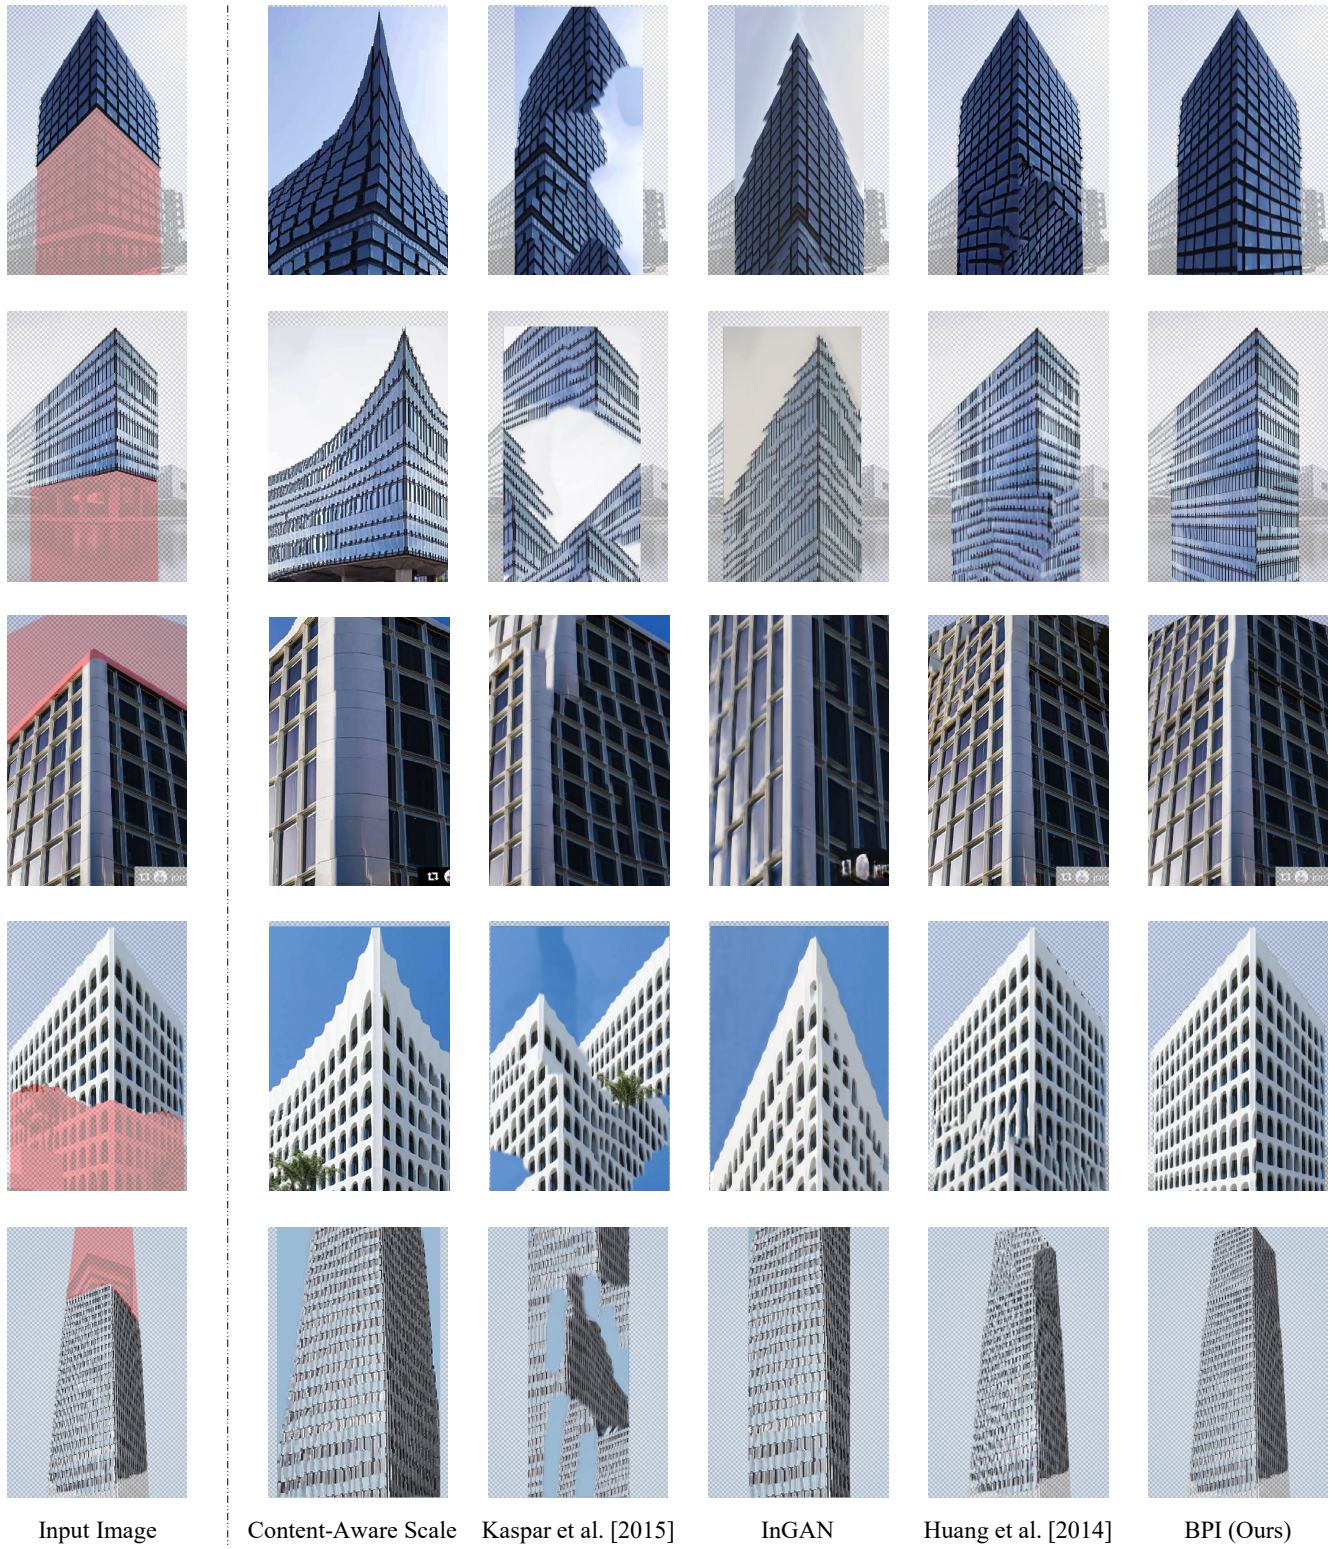 Input Image
Content-Aware Scale
Kaspar et al. [2015]
InGAN
Huang et al. [2014]
BPI (Ours)